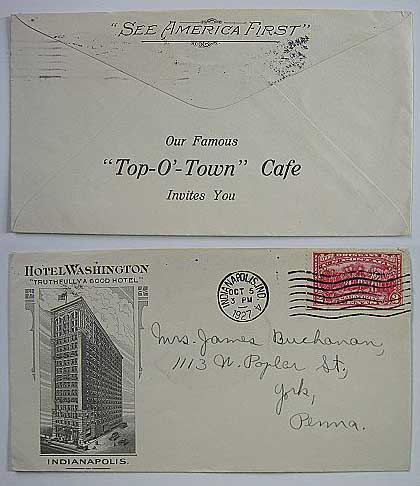 "SEE AMERICA FIRST"
Our Famous
"Top-O'-Town" Cafe
Invites You
HOTEL WASHINGTON
"TRUTHFULLY A GOOD HOTEL"
INDIANAPOLIS, IND.
OCT 5
3 PM
1927
A
Mrs. James Buchanan,
1113 N. Popler St,
York,
Penna.
INDIANAPOLIS.